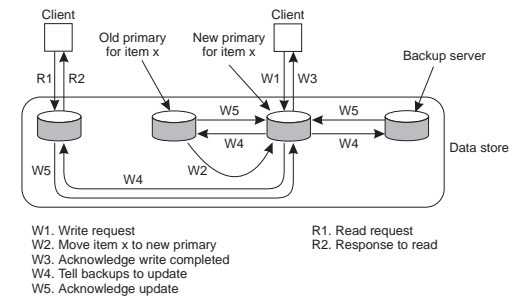 Client
Client
Old primary
for item x
New primary
for item x
Backup server
R1
R2
W1
W3
W5
W5
W4
W4
Data store
W5
W2
W4
W1. Write request
W2. Move item x to new primary
W3. Acknowledge write completed
W4. Tell backups to update
W5. Acknowledge update
R1. Read request
R2. Response to read